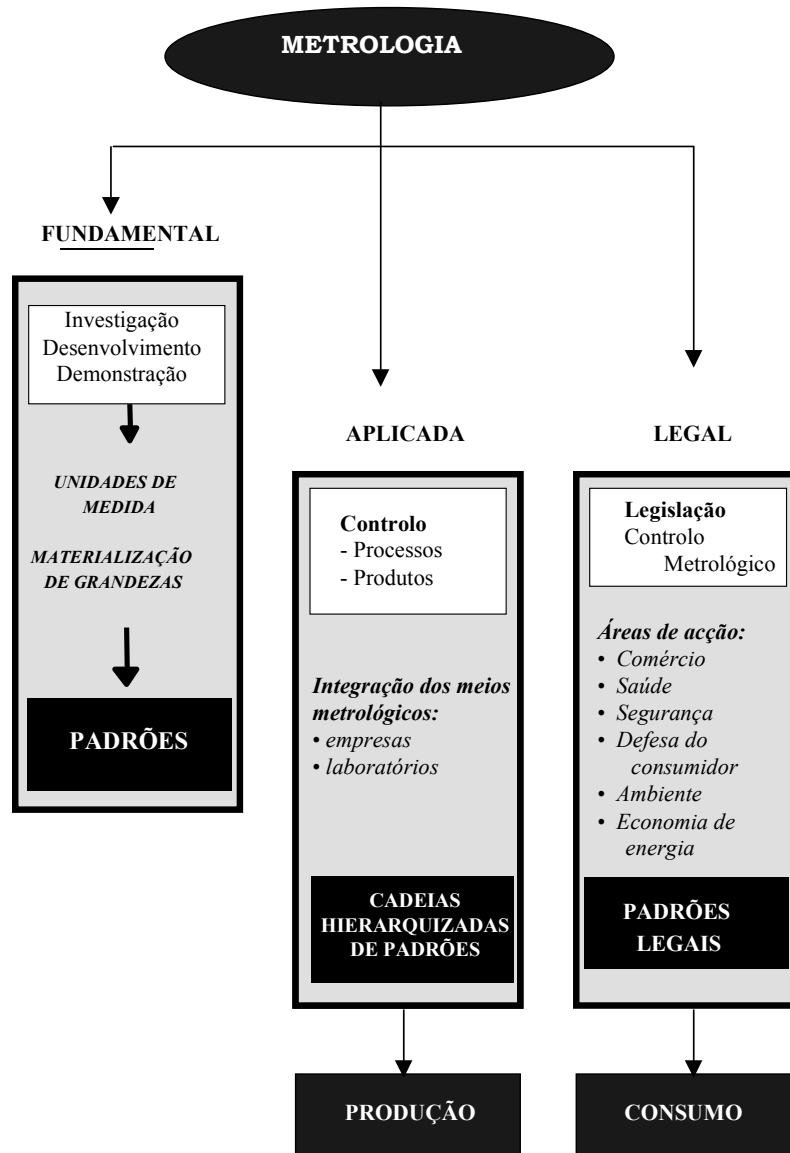 METROLOGIA
FUNDAMENTAL
Investigação
Desenvolvimento
Demonstração
UNIDADES DE
MEDIDA
MATERIALIZAÇÃO
DE GRANDEZAS
PADRÕES
APLICADA
Controlo
- Processos
- Produtos
Integração dos meios
metrológicos:
• empresas
• laboratórios
CADEIAS
HIERARQUIZADAS
DE PADRÕES
PRODUÇÃO
LEGAL
Legislação
Controlo
Metrológico
Áreas de acção:
• Comércio
• Saúde
• Segurança
• Defesa do
consumidor
• Ambiente
• Economia de
energia
PADRÕES
LEGAIS
CONSUMO